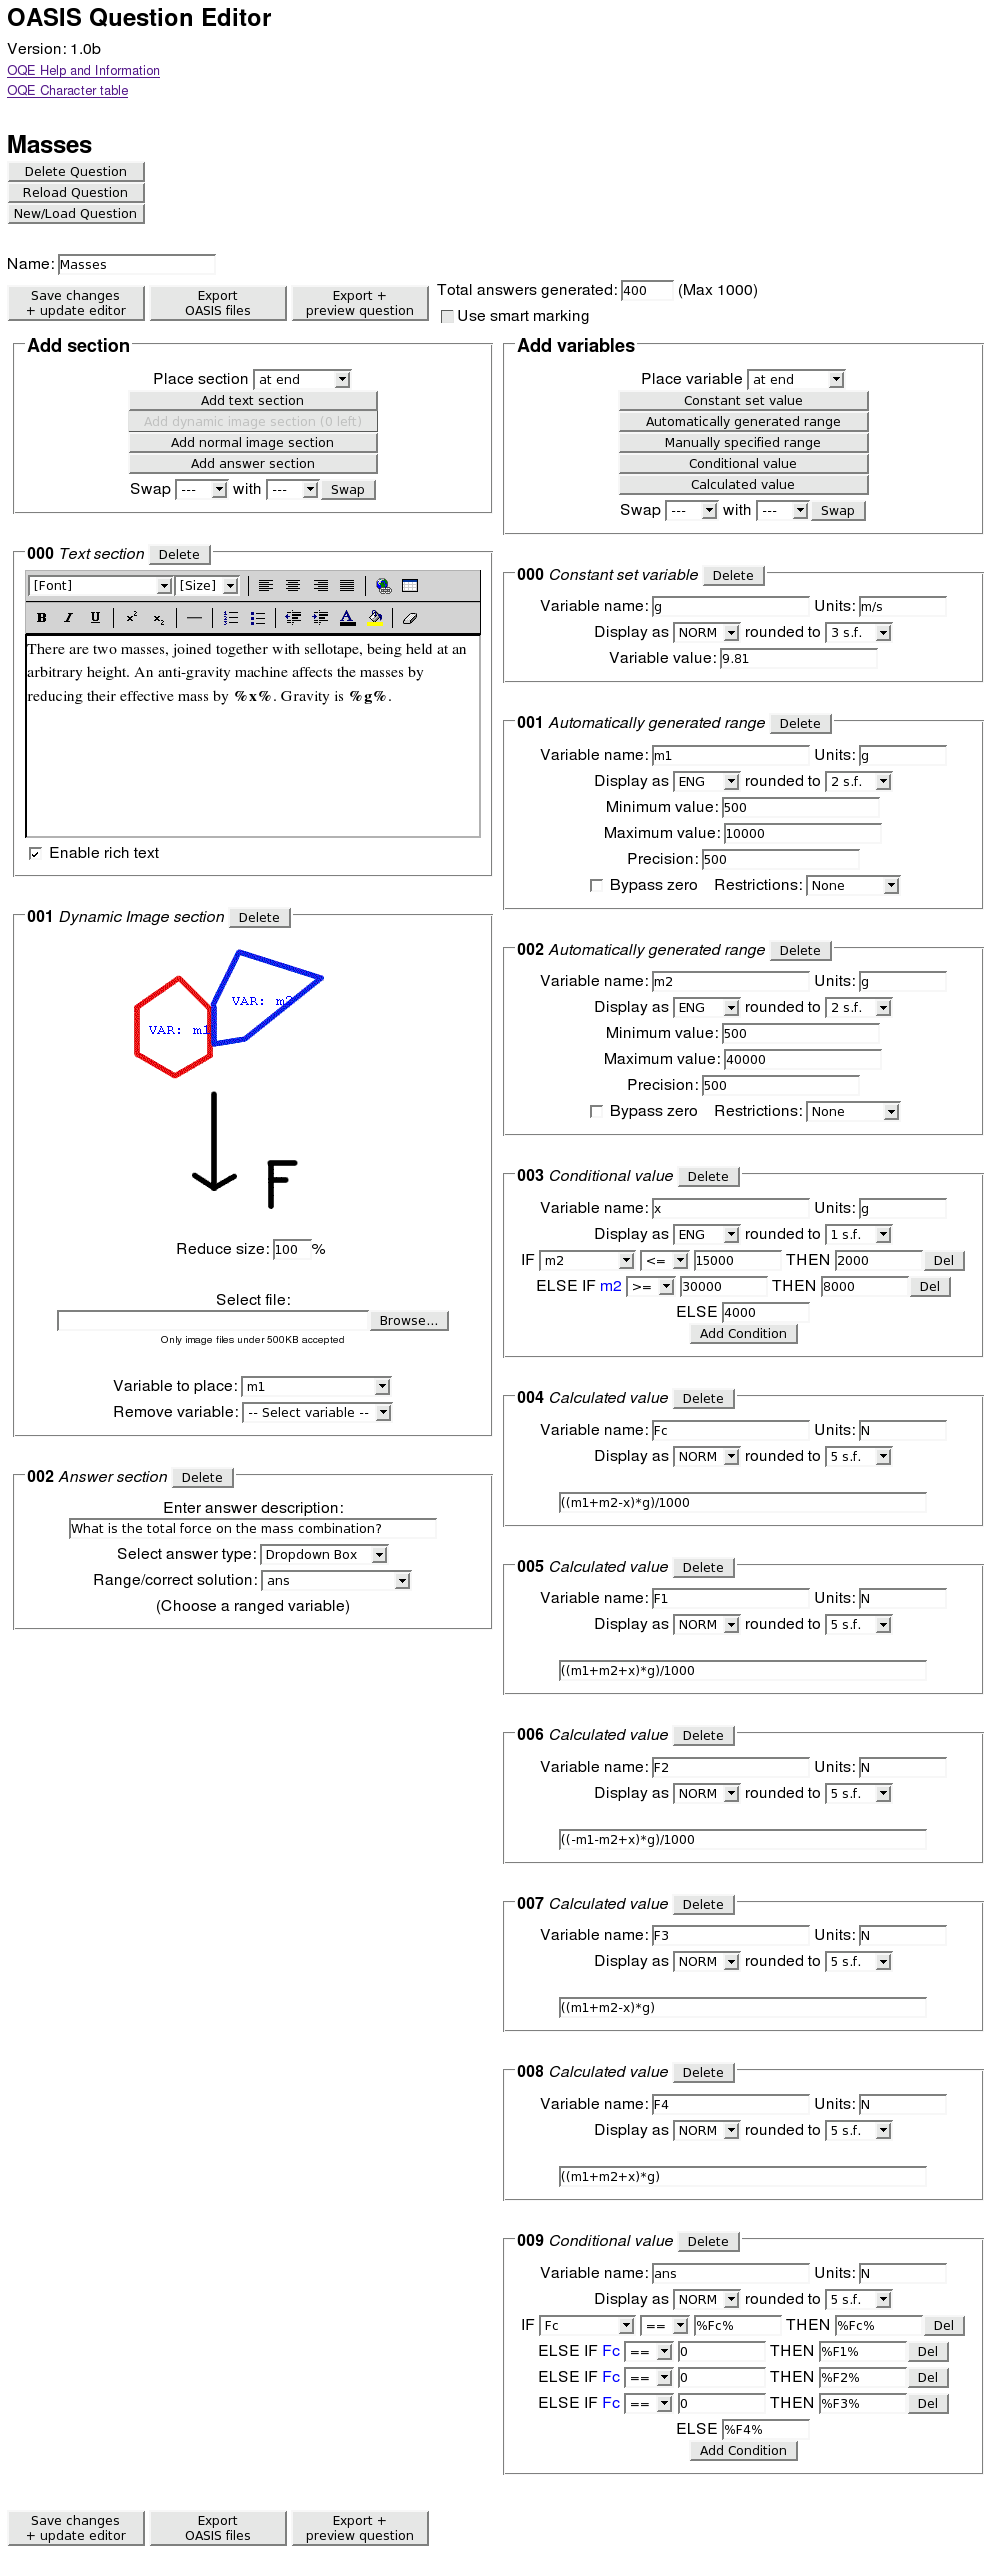 OASIS Question Editor
Version: 1.0b
OQE Help and Information
OQE Character table
Masses
Delete Question
Reload Question
New/Load Question
Name: Masses
Save changes + update editor
Export OASIS files
Export + preview question
Total answers generated: 400 (Max 1000)
Use smart marking
Add section
Place section at end
Add text section
Add dynamic image section (0 left)
Add normal image section
Add answer section
Swap --- with --- Swap
000 Text section Delete
[Font] [Size]
B I U x² x₂ A
There are two masses, joined together with sellotape, being held at an
arbitrary height. An anti-gravity machine affects the masses by
reducing their effective mass by %x%. Gravity is %g%.
Enable rich text
001 Dynamic Image section Delete
VAR: m2
VAR: m1
F
Reduce size: 100 %
Select file:
Browse...
Only image files under 500KB accepted
Variable to place: m1
Remove variable: -- Select variable --
002 Answer section Delete
Enter answer description:
What is the total force on the mass combination?
Select answer type: Dropdown Box
Range/correct solution: ans
(Choose a ranged variable)
Add variables
Place variable at end
Constant set value
Automatically generated range
Manually specified range
Conditional value
Calculated value
Swap --- with --- Swap
000 Constant set variable Delete
Variable name: g Units: m/s
Display as NORM rounded to 3 s.f.
Variable value: 9.81
001 Automatically generated range Delete
Variable name: m1 Units: g
Display as ENG rounded to 2 s.f.
Minimum value: 500
Maximum value: 10000
Precision: 500
Bypass zero Restrictions: None
002 Automatically generated range Delete
Variable name: m2 Units: g
Display as ENG rounded to 2 s.f.
Minimum value: 500
Maximum value: 40000
Precision: 500
Bypass zero Restrictions: None
003 Conditional value Delete
Variable name: x Units: g
Display as ENG rounded to 1 s.f.
IF m2 <= 15000 THEN 2000 Del
ELSE IF m2 >= 30000 THEN 8000 Del
ELSE 4000
Add Condition
004 Calculated value Delete
Variable name: Fc Units: N
Display as NORM rounded to 5 s.f.
((m1+m2-x)*g)/1000
005 Calculated value Delete
Variable name: F1 Units: N
Display as NORM rounded to 5 s.f.
((m1+m2+x)*g)/1000
006 Calculated value Delete
Variable name: F2 Units: N
Display as NORM rounded to 5 s.f.
((-m1-m2+x)*g)/1000
007 Calculated value Delete
Variable name: F3 Units: N
Display as NORM rounded to 5 s.f.
((m1+m2-x)*g)
008 Calculated value Delete
Variable name: F4 Units: N
Display as NORM rounded to 5 s.f.
((m1+m2+x)*g)
009 Conditional value Delete
Variable name: ans Units: N
Display as NORM rounded to 5 s.f.
IF Fc == %Fc% THEN %Fc% Del
ELSE IF Fc == 0 THEN %F1% Del
ELSE IF Fc == 0 THEN %F2% Del
ELSE IF Fc == 0 THEN %F3% Del
ELSE %F4%
Add Condition
Save changes + update editor
Export OASIS files
Export + preview question